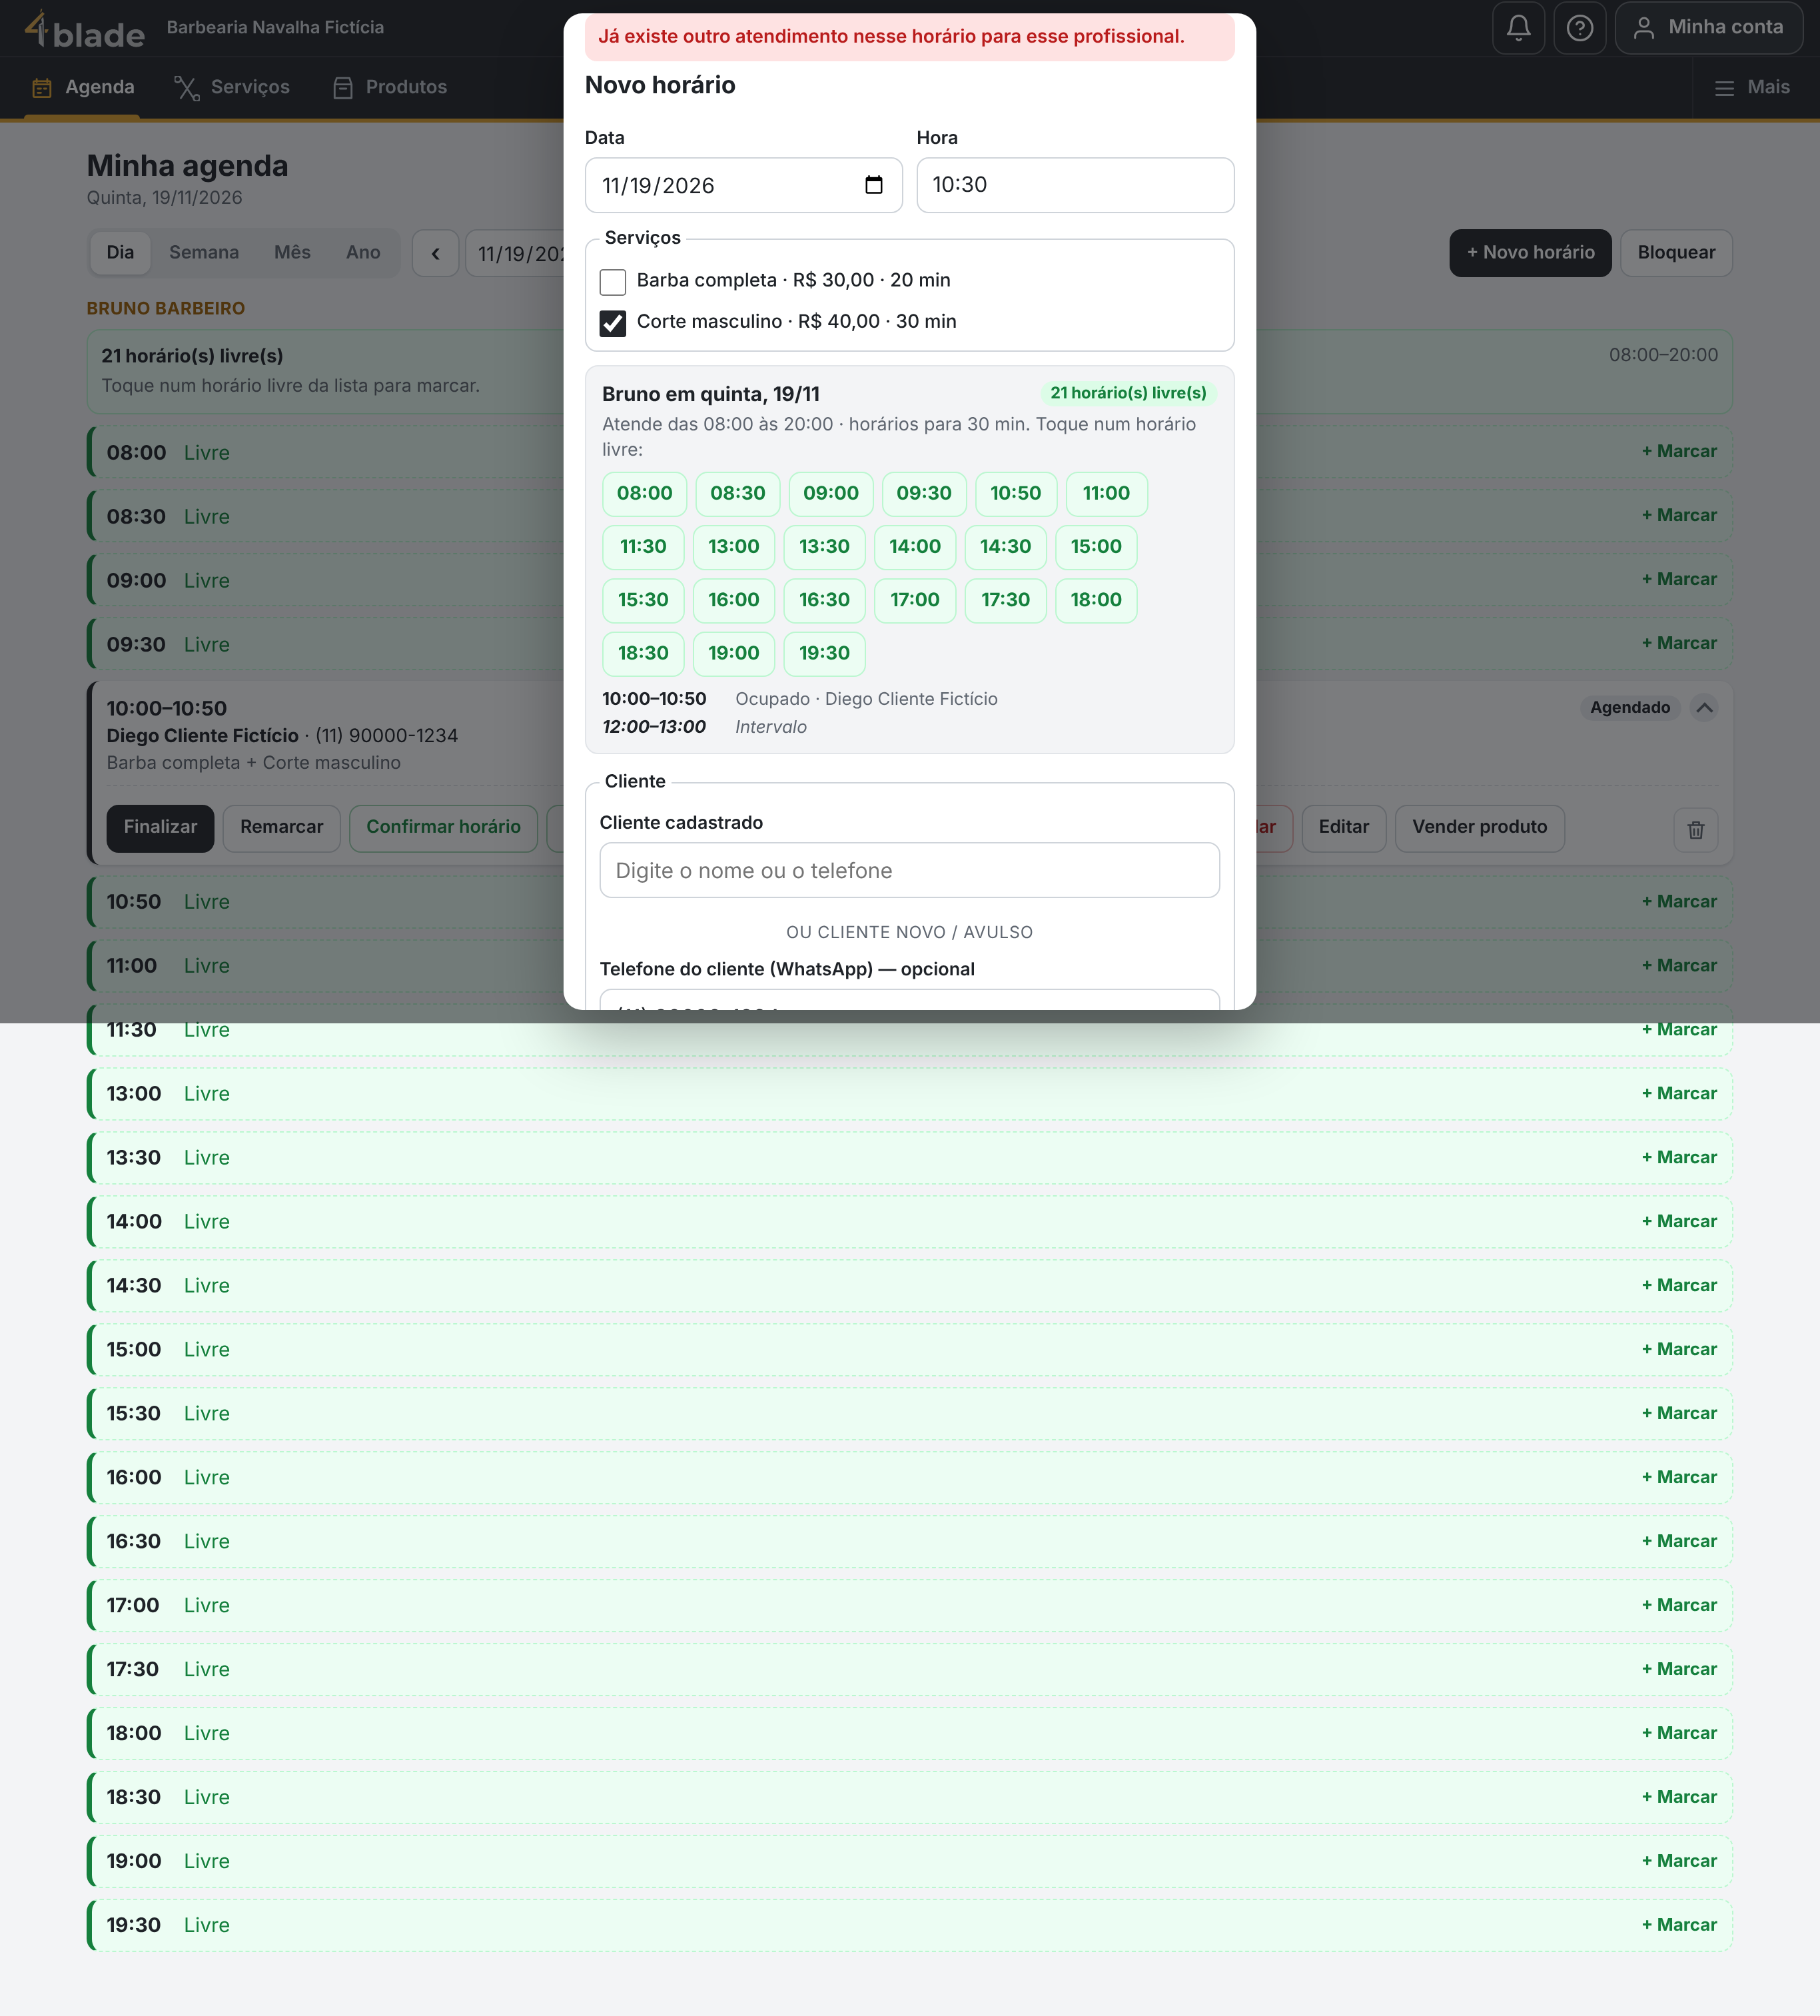 4blade
Barbearia Navalha Fictícia
Minha conta
Agenda
Serviços
Produtos
Mais
Minha agenda
Quinta, 19/11/2026
Dia
Semana
Mês
Ano
‹
11/19/202
+ Novo horário
Bloquear
BRUNO BARBEIRO
21 horário(s) livre(s)
08:00–20:00
Toque num horário livre da lista para marcar.
08:00 Livre + Marcar
08:30 Livre + Marcar
09:00 Livre + Marcar
09:30 Livre + Marcar
10:00–10:50
Agendado
Diego Cliente Fictício · (11) 90000-1234
Barba completa + Corte masculino
Finalizar
Remarcar
Confirmar horário
Editar
Vender produto
10:50 Livre + Marcar
11:00 Livre + Marcar
11:30 Livre + Marcar
13:00 Livre + Marcar
13:30 Livre + Marcar
14:00 Livre + Marcar
14:30 Livre + Marcar
15:00 Livre + Marcar
15:30 Livre + Marcar
16:00 Livre + Marcar
16:30 Livre + Marcar
17:00 Livre + Marcar
17:30 Livre + Marcar
18:00 Livre + Marcar
18:30 Livre + Marcar
19:00 Livre + Marcar
19:30 Livre + Marcar
Já existe outro atendimento nesse horário para esse profissional.
Novo horário
Data
Hora
11/19/2026
10:30
Serviços
Barba completa · R$ 30,00 · 20 min
Corte masculino · R$ 40,00 · 30 min
Bruno em quinta, 19/11
21 horário(s) livre(s)
Atende das 08:00 às 20:00 · horários para 30 min. Toque num horário
livre:
08:00 08:30 09:00 09:30 10:50 11:00
11:30 13:00 13:30 14:00 14:30 15:00
15:30 16:00 16:30 17:00 17:30 18:00
18:30 19:00 19:30
10:00–10:50 Ocupado · Diego Cliente Fictício
12:00–13:00 Intervalo
Cliente
Cliente cadastrado
Digite o nome ou o telefone
OU CLIENTE NOVO / AVULSO
Telefone do cliente (WhatsApp) — opcional